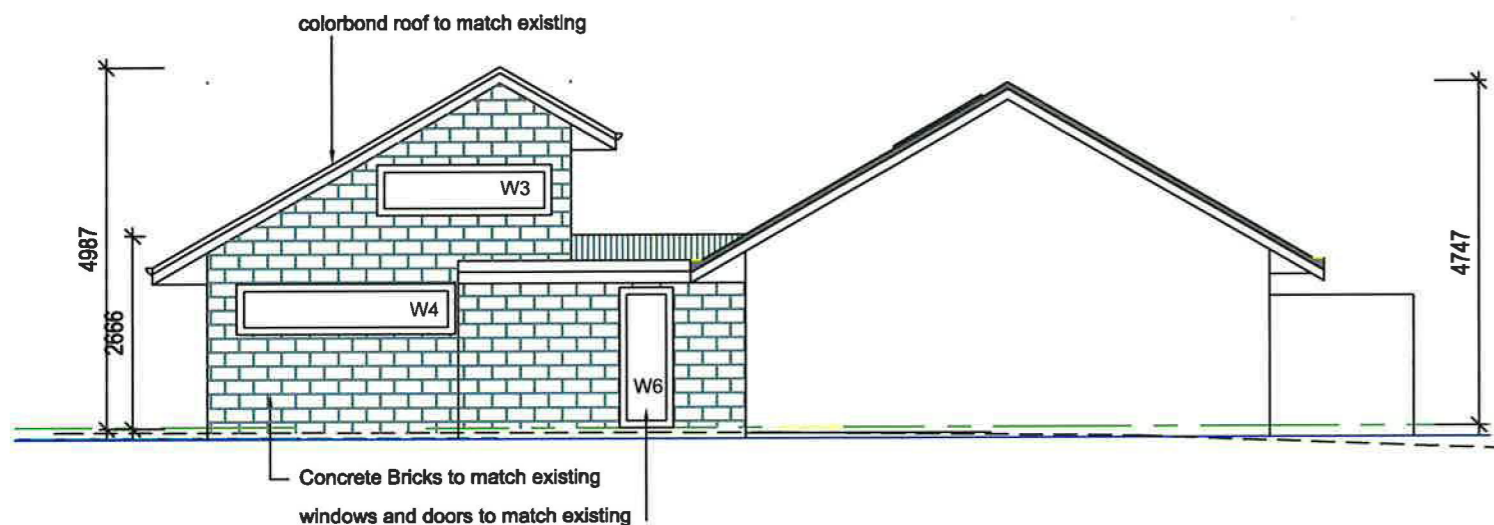 colorbond roof to match existing
W3
4987
4747
2666
W4
W6
Concrete Bricks to match existing
windows and doors to match existing